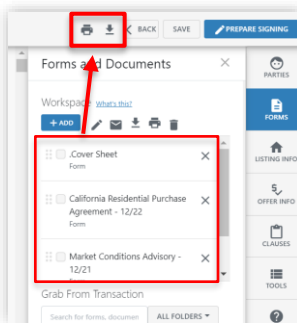 BACK SAVE PREPARE SIGNING
Forms and Documents
PARTIES
Workspace What's this?
+ ADD
FORMS
.Cover Sheet
Form
LISTING INFO
California Residential Purchase
Agreement - 12/22
Form
OFFER INFO
Market Conditions Advisory -
12/21
Form
CLAUSES
Grab From Transaction
TOOLS
Search for forms, documen ALL FOLDERS